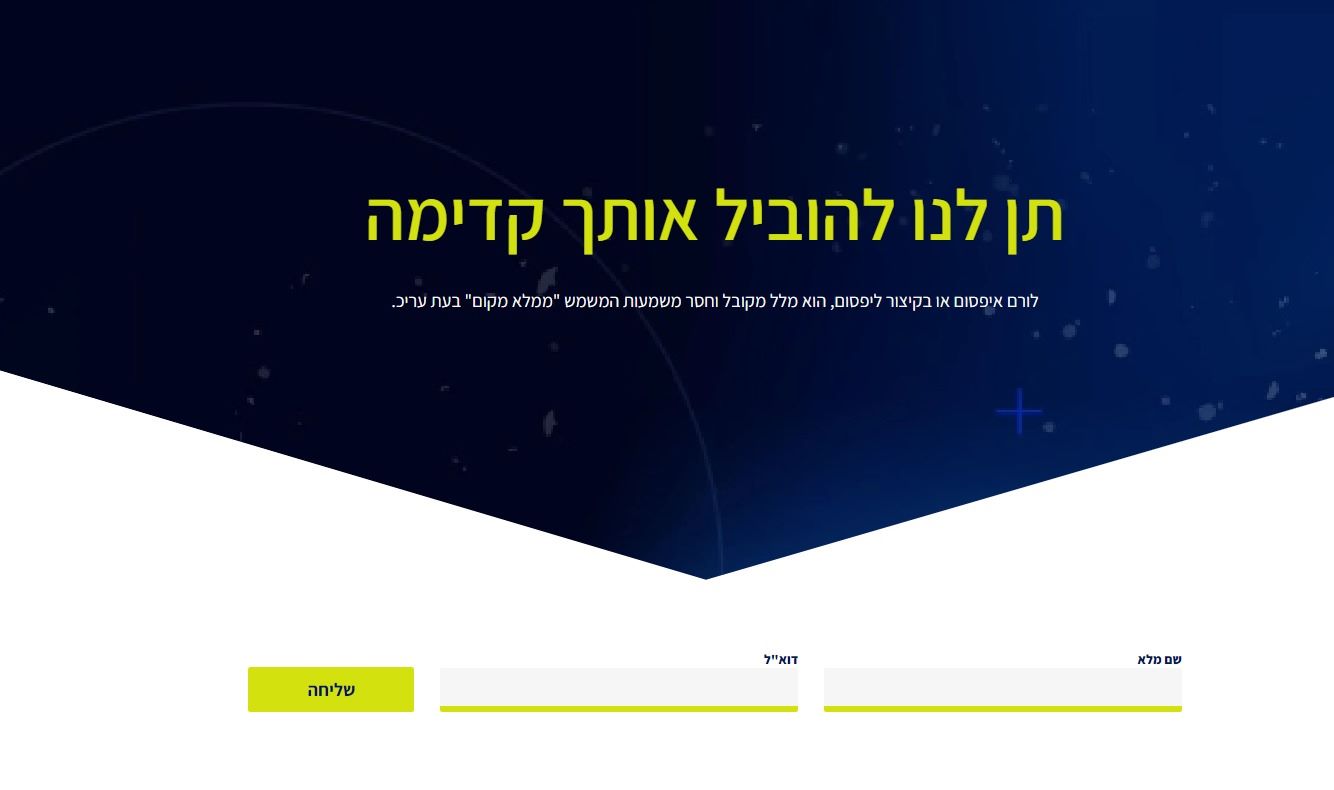 תן לנו להוביל אותך קדימה
לורם איפסום או בקיצור ליפסום, הוא מלל מקובל וחסר משמעות המשמש "ממלא מקום" בעת עריכ.
שם מלא
דוא"ל
שליחה